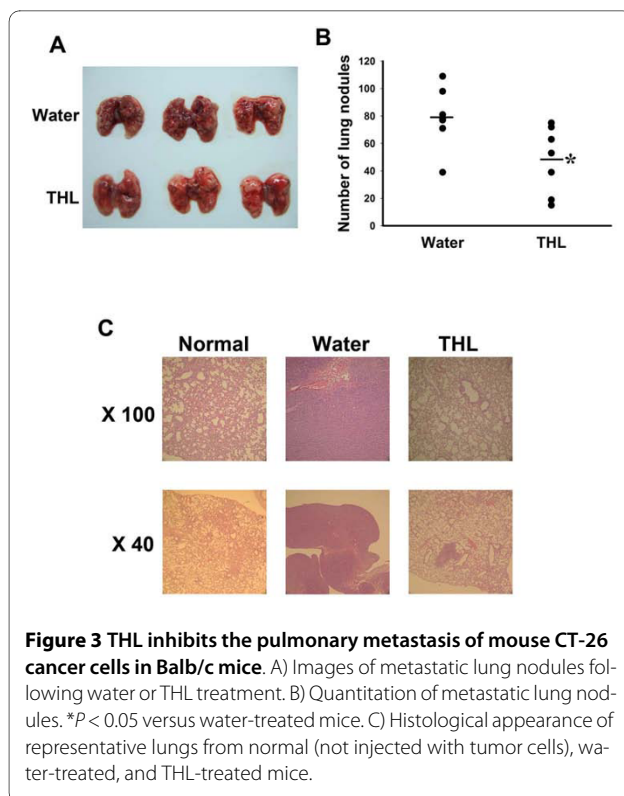 A
Water
THL
B
Number of lung nodules
120
100
80
60
40
20
0
*
Water THL
C
Normal Water THL
X 100
X 40
Figure 3 THL inhibits the pulmonary metastasis of mouse CT-26
cancer cells in Balb/c mice. A) Images of metastatic lung nodules fol-
lowing water or THL treatment. B) Quantitation of metastatic lung nod-
ules. *P < 0.05 versus water-treated mice. C) Histological appearance of
representative lungs from normal (not injected with tumor cells), wa-
ter-treated, and THL-treated mice.